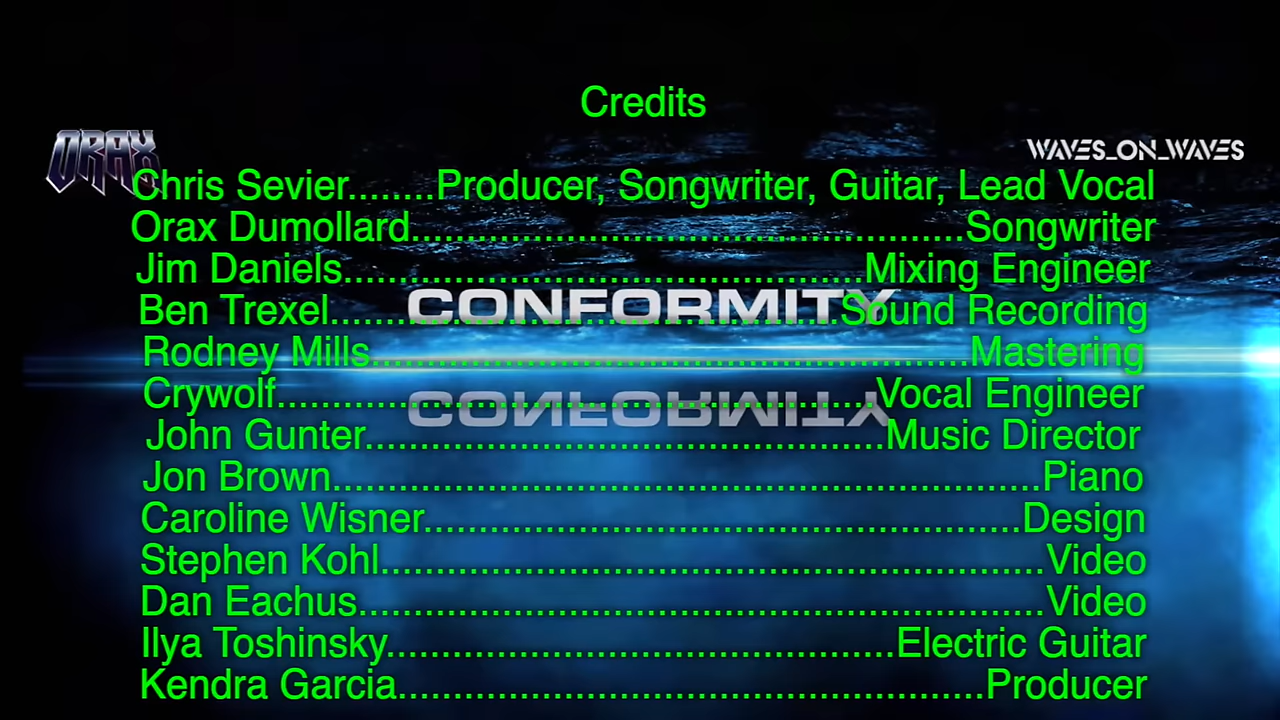 Credits
ORAX
WAVES_ON_WAVES
Chris Sevier........Producer, Songwriter, Guitar, Lead Vocal
Orax Dumollard..................................................Songwriter
Jim Daniels...............................................Mixing Engineer
CONFORMITY
Ben Trexel..............................................Sound Recording
Rodney Mills......................................................Mastering
Crywolf......................................................Vocal Engineer
CONFORMITY
John Gunter...............................................Music Director
Jon Brown................................................................Piano
Caroline Wisner......................................................Design
Stephen Kohl............................................................Video
Dan Eachus..............................................................Video
Ilya Toshinsky..............................................Electric Guitar
Kendra Garcia.....................................................Producer